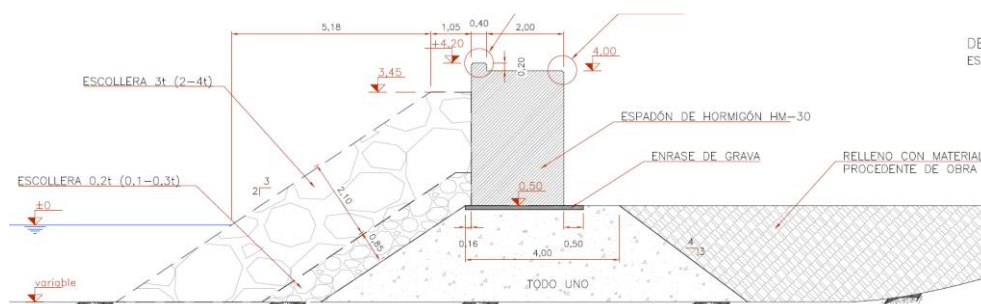 5,18
1,05
0,40
2,00
+4,20
4,00
0,20
3,45
DE
ES
ESCOLLERA 3t (2-4t)
ESPADÓN DE HORMIGÓN HM-30
ENRASE DE GRAVA
RELLENO CON MATERIAL
PROCEDENTE DE OBRA
ESCOLLERA 0,2t (0,1-0,3t)
3
2
2,10
0,50
±0
0,85
0,16
0,50
4,00
4
3
TODO UNO
variable